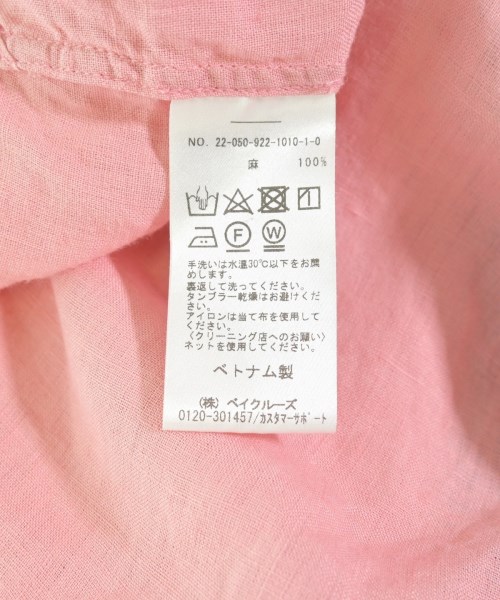 NO. 22-050-922-1010-1-0
麻 100%
F W
手洗いは水温30℃以下をお奨
めします。
裏返して洗ってください。
タンブラー乾燥はお避けくださ
い。
アイロンは当て布を使用して
ください。
〈クリーニング店へのお願い〉
ネットを使用してください。
ベトナム製
(株) ベイクルーズ
0120-301457/カスタマーサポート